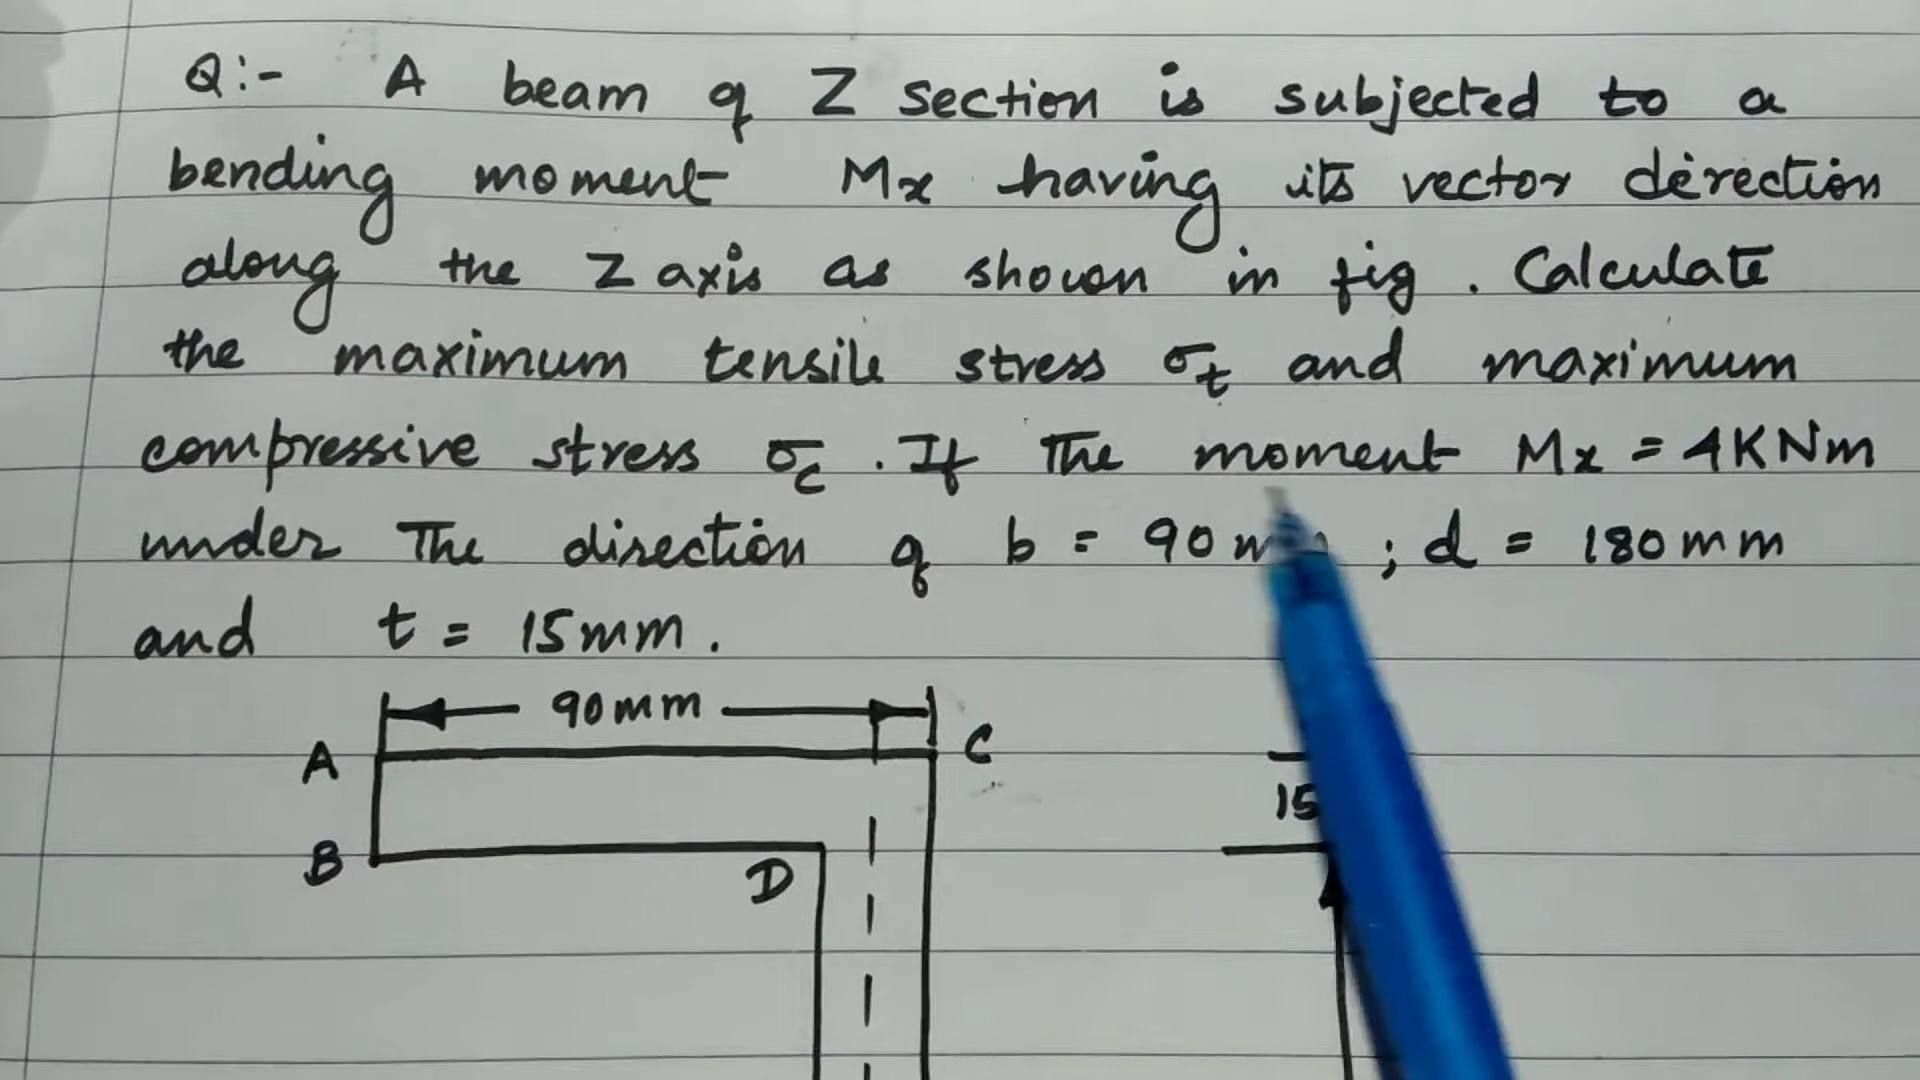 Q:- A beam of Z section is subjected to a
bending moment Mx having its vector direction
along the Z axis as shown in fig. Calculate
the maximum tensile stress σt and maximum
compressive stress σc. If the moment Mx = 4KNm
under the direction of b = 90 ; d = 180mm
and t = 15mm.
90mm
A
C
15
B
D